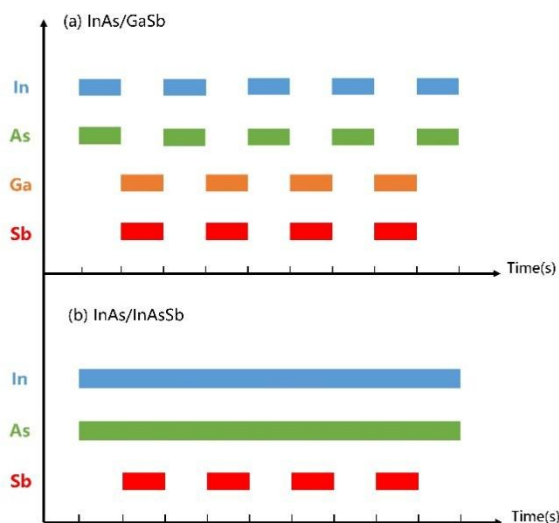 (a) InAs/GaSb
In
As
Ga
Sb
Time(s)
(b) InAs/InAsSb
In
As
Sb
Time(s)